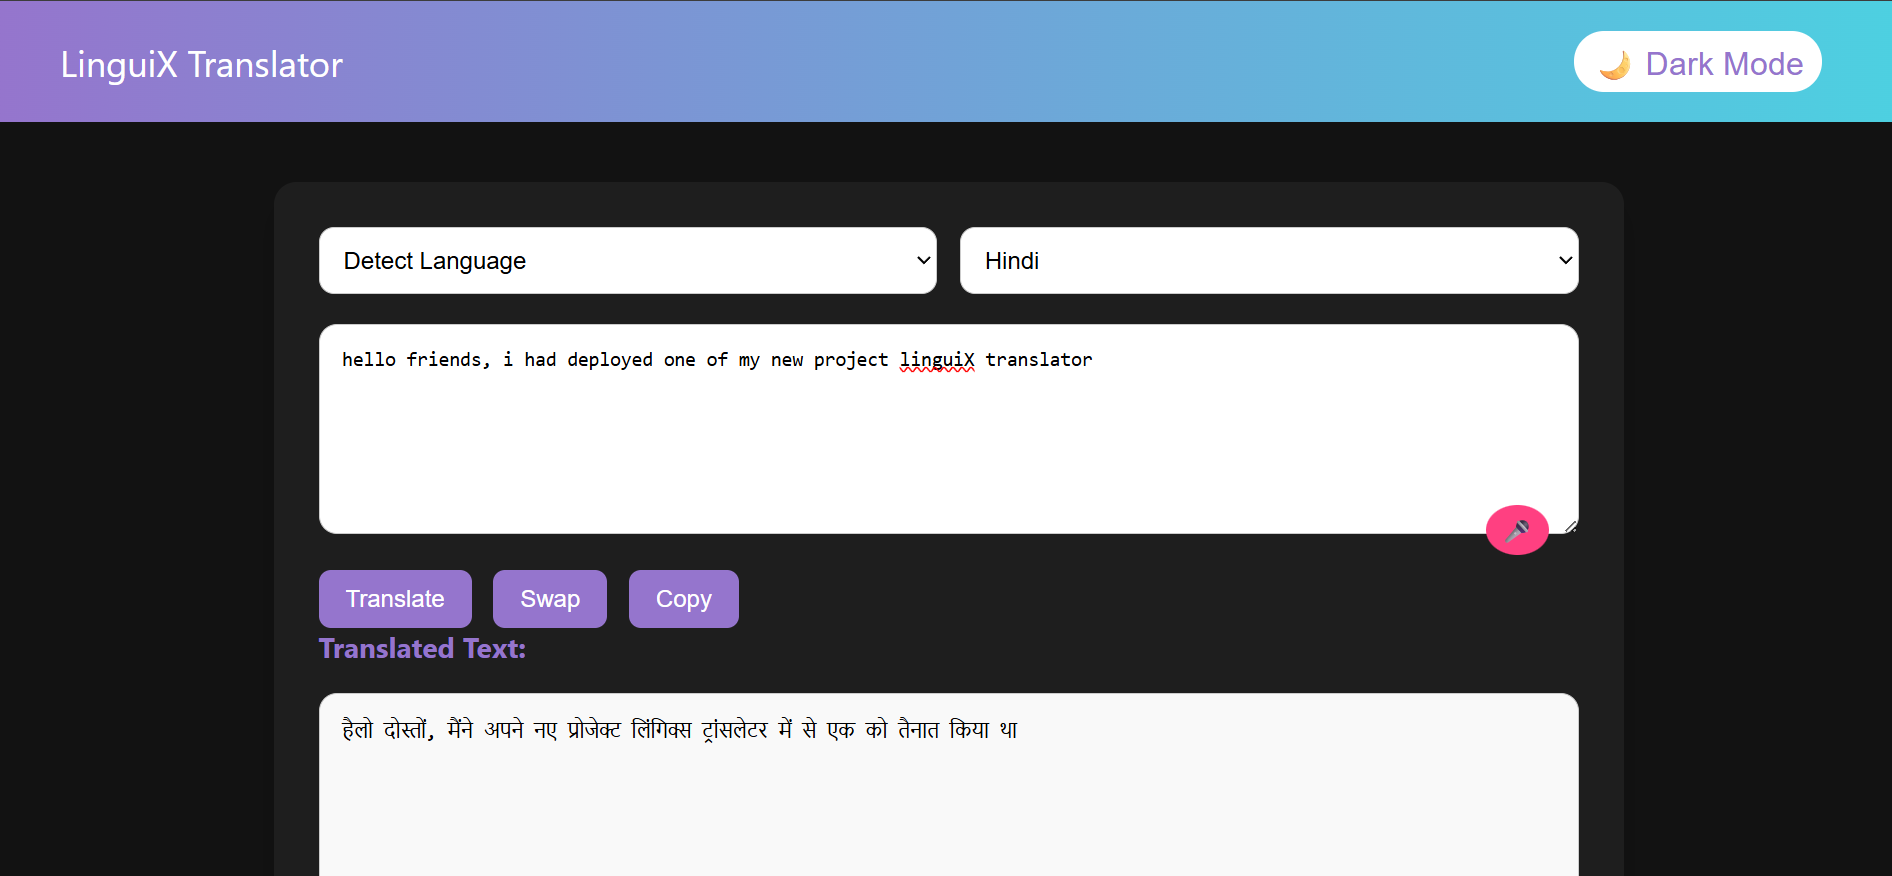 LinguiX Translator
🌙 Dark Mode
Detect Language
Hindi
hello friends, i had deployed one of my new project linguiX translator
Translate
Swap
Copy
Translated Text:
हैलो दोस्तों, मैंने अपने नए प्रोजेक्ट लिंगिक्स ट्रांसलेटर में से एक को तैनात किया था